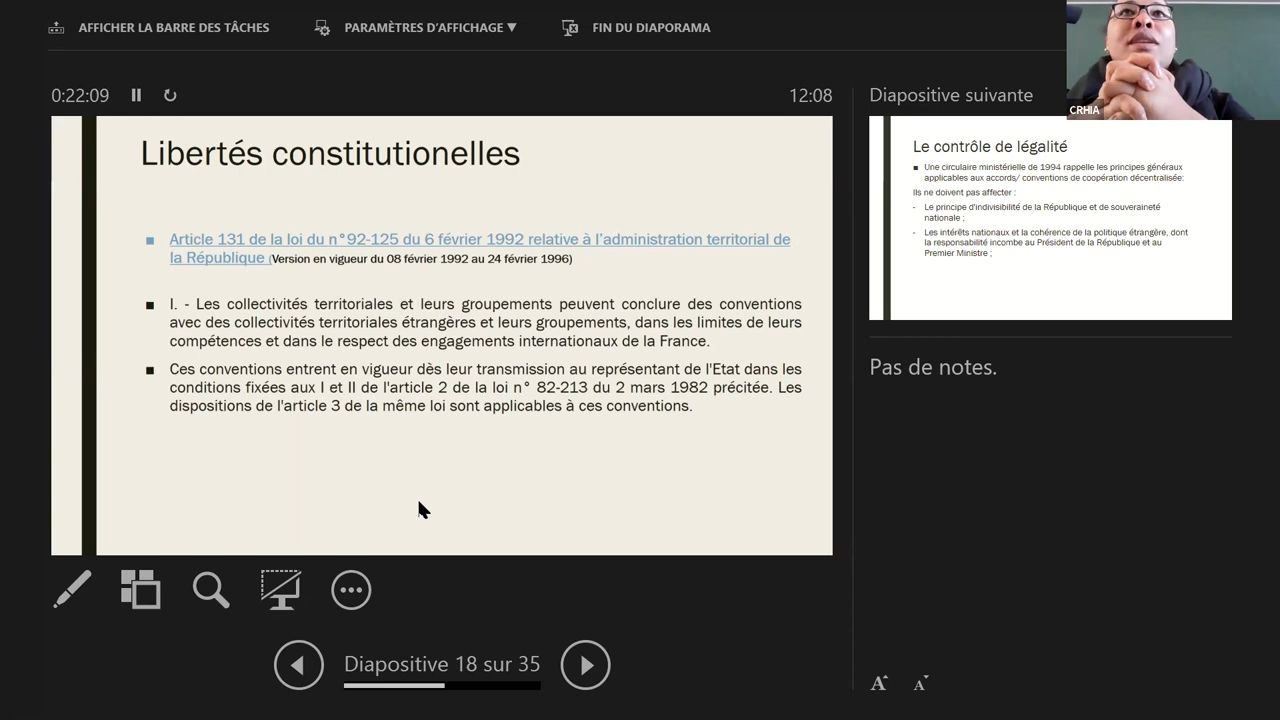 AFFICHER LA BARRE DES TÂCHES
PARAMÈTRES D'AFFICHAGE ▼
FIN DU DIAPORAMA
CRHIA
0:22:09
12:08
Diapositive suivante
Libertés constitutionelles
Article 131 de la loi du n°92-125 du 6 février 1992 relative à l'administration territorial de
la République (Version en vigueur du 08 février 1992 au 24 février 1996)
I. - Les collectivités territoriales et leurs groupements peuvent conclure des conventions
avec des collectivités territoriales étrangères et leurs groupements, dans les limites de leurs
compétences et dans le respect des engagements internationaux de la France.
Ces conventions entrent en vigueur dès leur transmission au représentant de l'Etat dans les
conditions fixées aux I et II de l'article 2 de la loi n° 82-213 du 2 mars 1982 précitée. Les
dispositions de l'article 3 de la même loi sont applicables à ces conventions.
Le contrôle de légalité
Une circulaire ministérielle de 1994 rappelle les principes généraux
applicables aux accords/ conventions de coopération décentralisée:
Ils ne doivent pas affecter :
- Le principe d'indivisibilité de la République et de souveraineté
nationale ;
- Les intérêts nationaux et la cohérence de la politique étrangère, dont
la responsabilité incombe au Président de la République et au
Premier Ministre ;
Pas de notes.
Diapositive 18 sur 35
A A